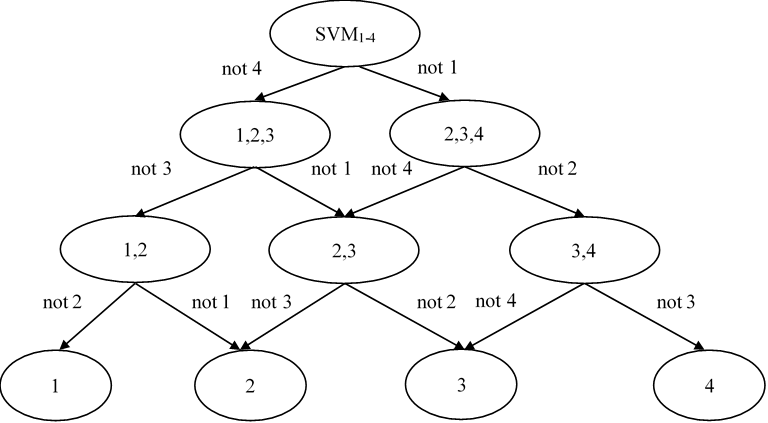 SVM1-4
not 4
not 1
1,2,3
2,3,4
not 3
not 1
not 4
not 2
1,2
2,3
3,4
not 2
not 1
not 3
not 2
not 4
not 3
1
2
3
4